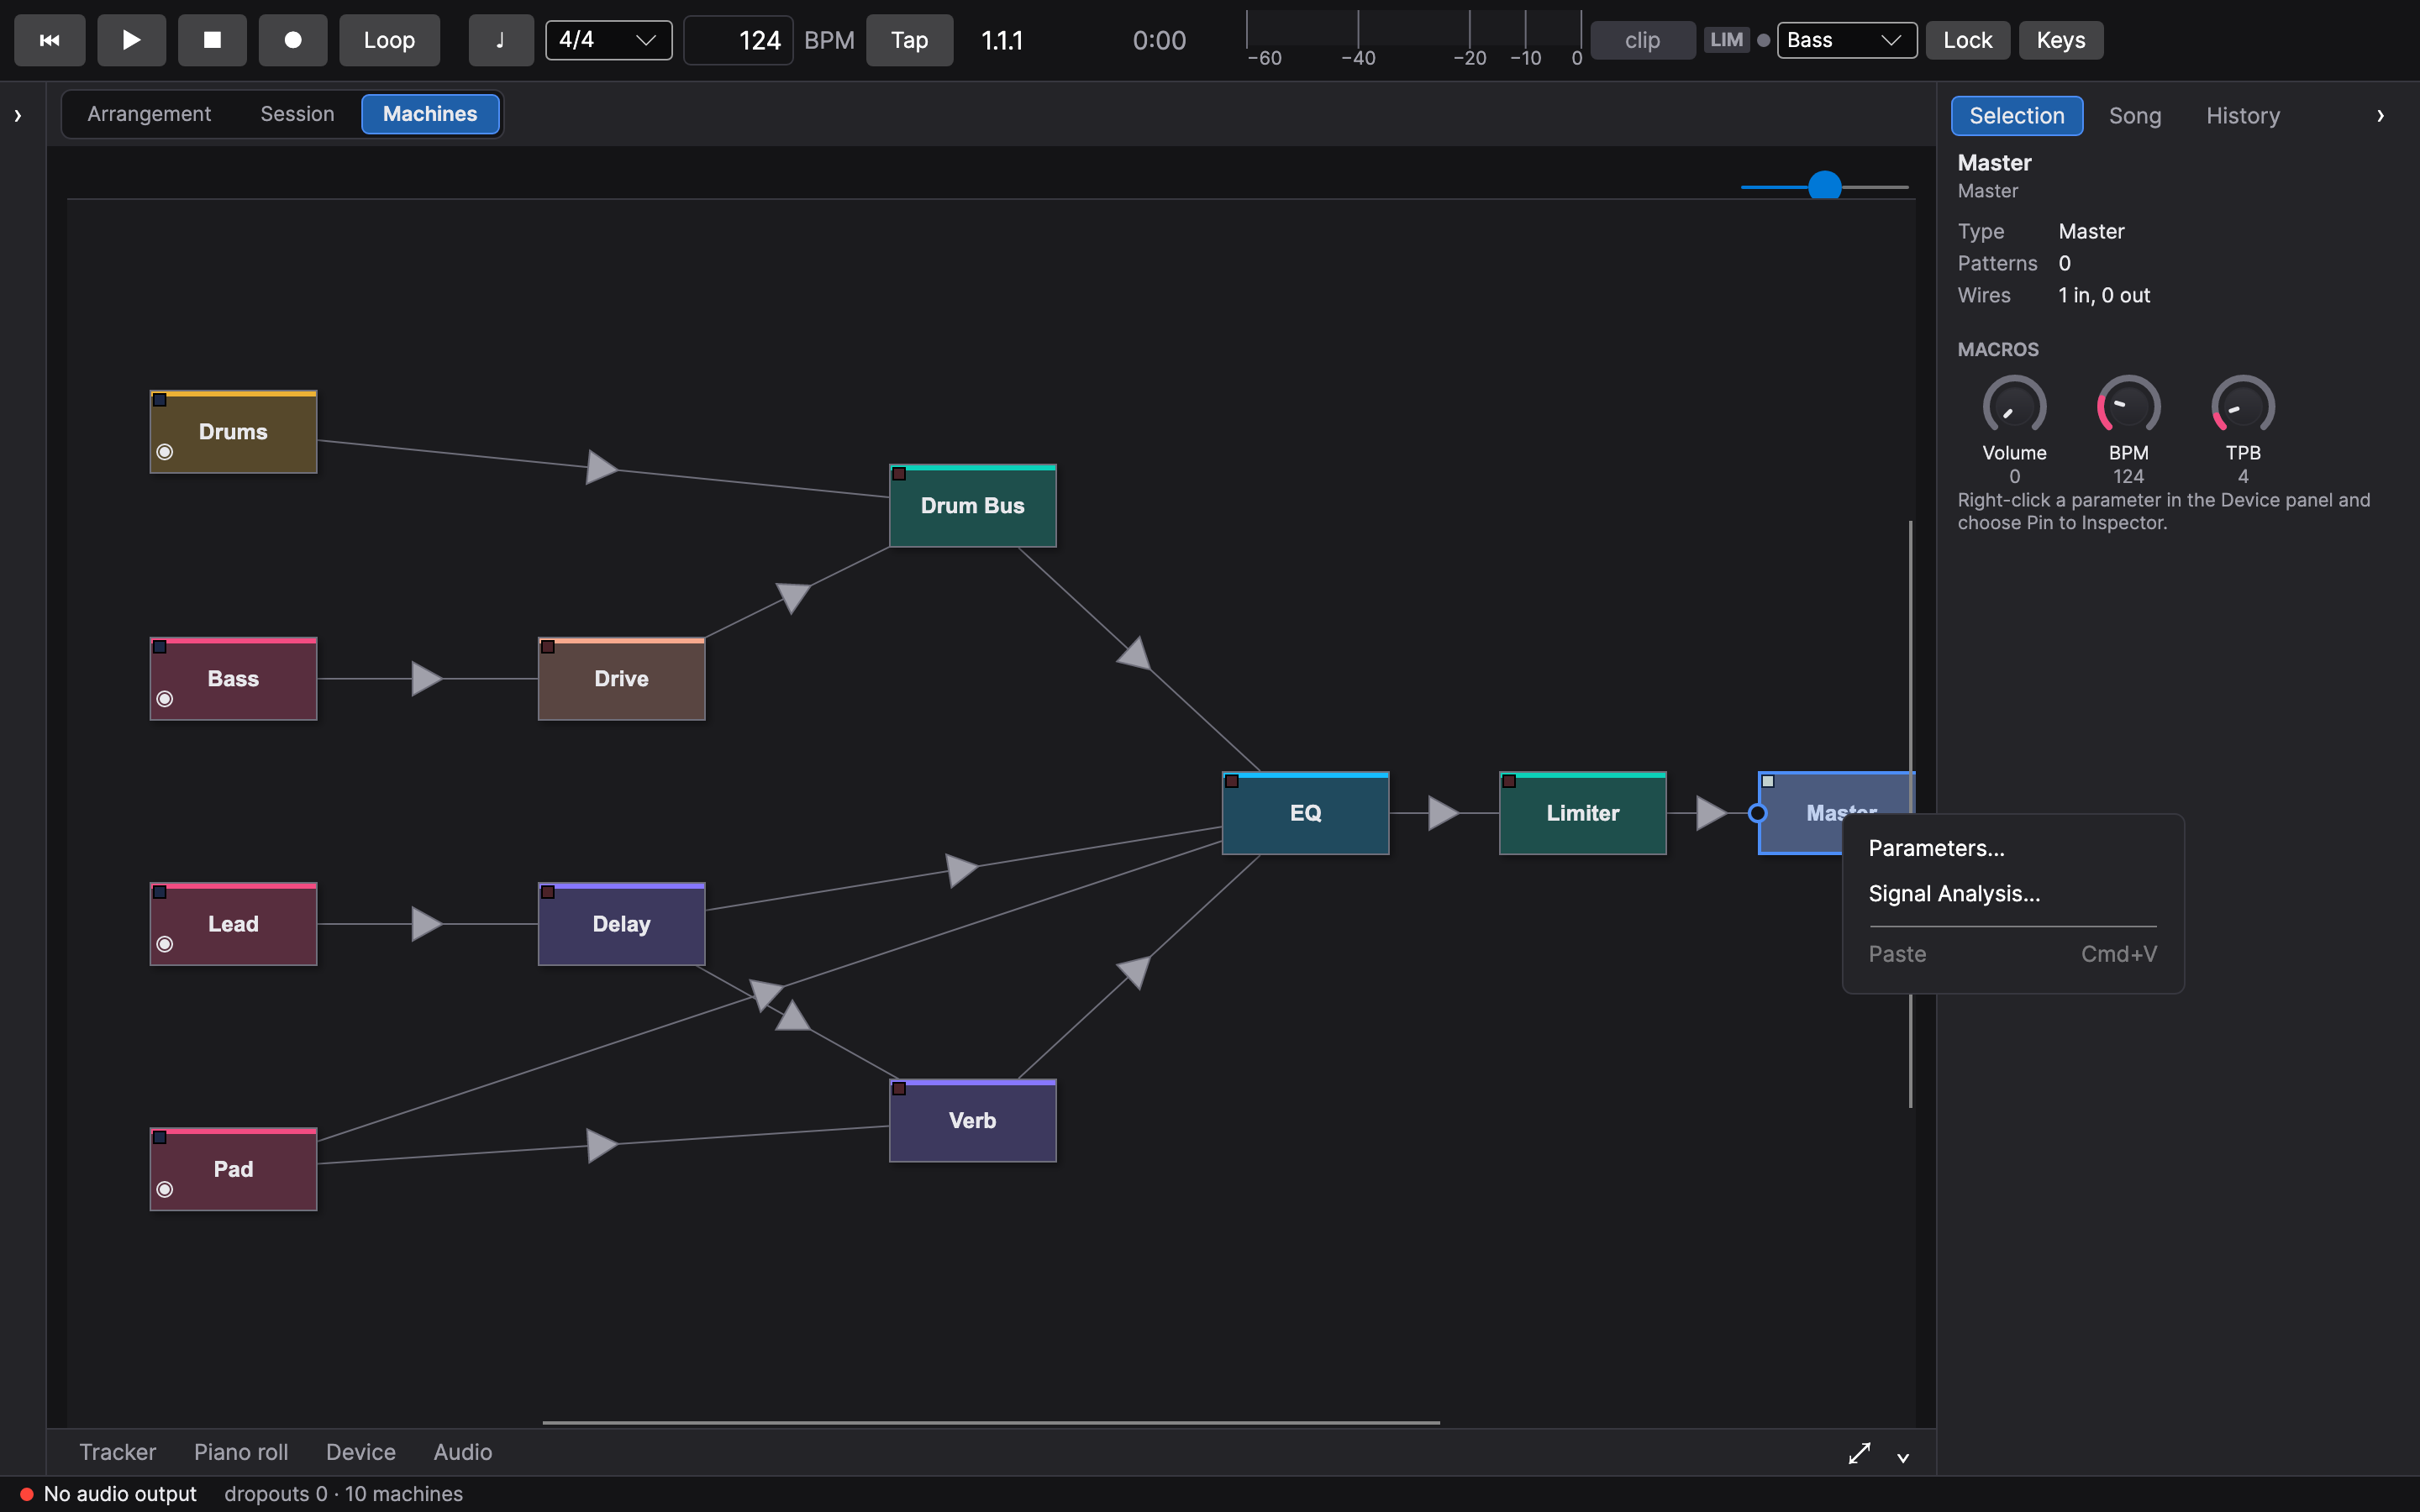 Loop
4/4
124 BPM
Tap
1.1.1
0:00
−60 −40 −20 −10 0
clip
LIM
Bass
Lock
Keys
Arrangement
Session
Machines
Selection
Song
History
Master
Master
Type Master
Patterns 0
Wires 1 in, 0 out
MACROS
Volume BPM TPB
0 124 4
Right-click a parameter in the Device panel and
choose Pin to Inspector.
Drums
Drum Bus
Bass
Drive
EQ
Limiter
Master
Parameters...
Signal Analysis...
Paste Cmd+V
Lead
Delay
Verb
Pad
Tracker
Piano roll
Device
Audio
No audio output
dropouts 0 · 10 machines